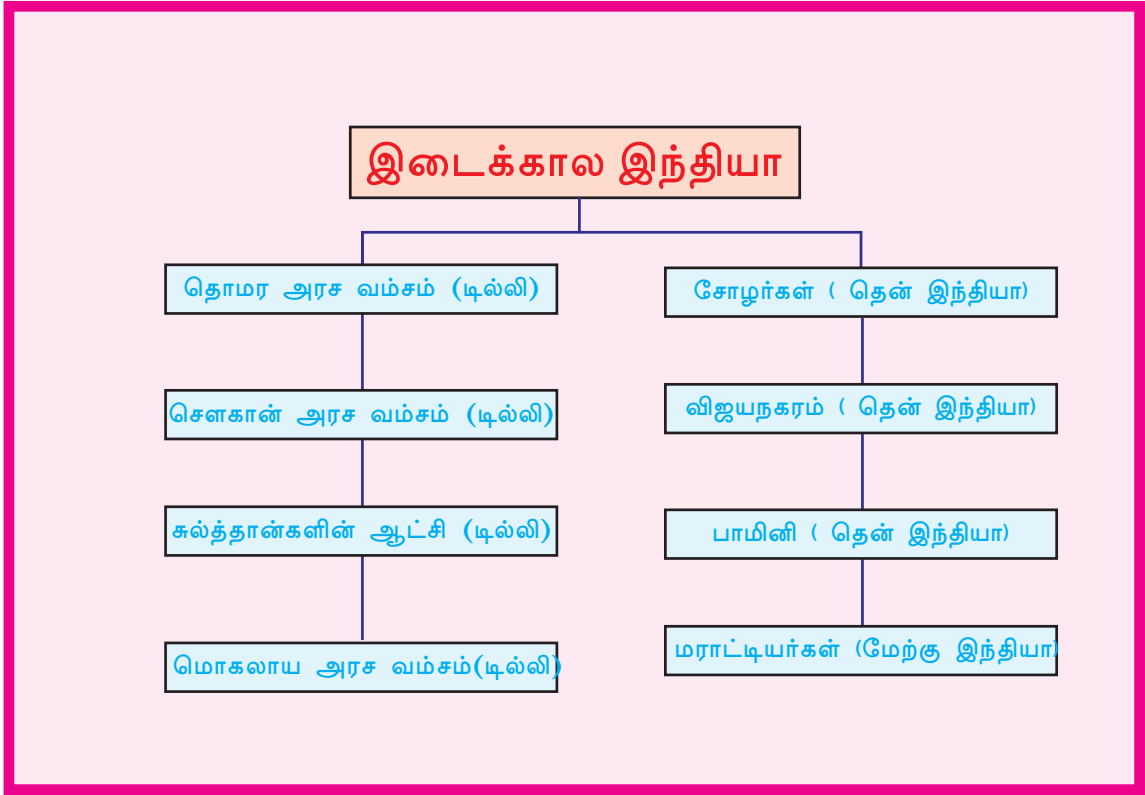 இடைக்கால இந்தியா
தொமர அரச வம்சம் (டில்லி)
சௌகான் அரச வம்சம் (டில்லி)
சுல்த்தான்களின் ஆட்சி (டில்லி)
மொகலாய அரச வம்சம்(டில்லி)
சோழர்கள் ( தென் இந்தியா)
விஜயநகரம் ( தென் இந்தியா)
பாமினி ( தென் இந்தியா)
மராட்டியர்கள் (மேற்கு இந்தியா)